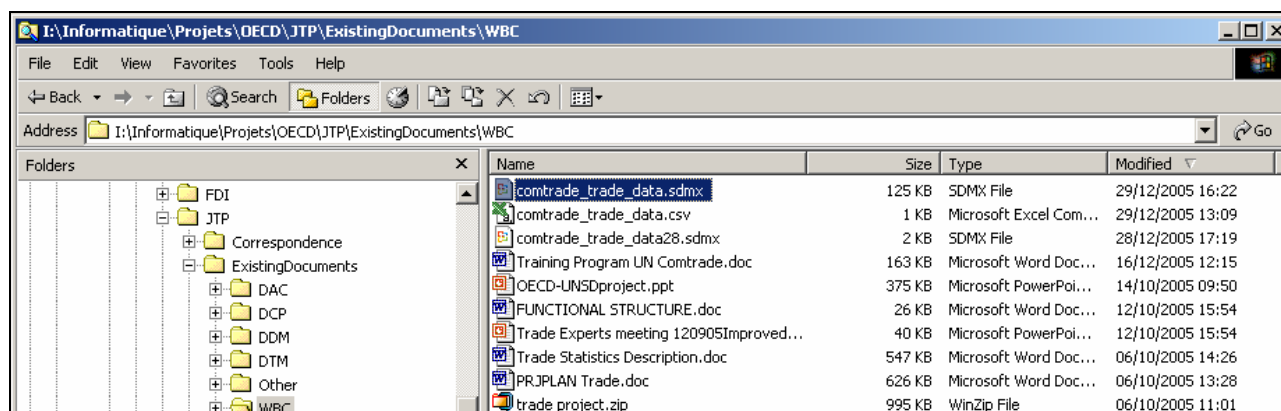 I:\Informatique\Projets\OECD\JTP\ExistingDocuments\WBC
File Edit View Favorites Tools Help
Back Search Folders
Address I:\Informatique\Projets\OECD\JTP\ExistingDocuments\WBC Go
Folders Name Size Type Modified
FDI
JTP
Correspondence
ExistingDocuments
DAC
DCP
DDM
DTM
Other
WBC
comtrade_trade_data.sdmx 125 KB SDMX File 29/12/2005 16:22
comtrade_trade_data.csv 1 KB Microsoft Excel Com... 29/12/2005 13:09
comtrade_trade_data28.sdmx 2 KB SDMX File 28/12/2005 17:19
Training Program UN Comtrade.doc 163 KB Microsoft Word Doc... 16/12/2005 12:15
OECD-UNSDproject.ppt 375 KB Microsoft PowerPoi... 14/10/2005 09:50
FUNCTIONAL STRUCTURE.doc 26 KB Microsoft Word Doc... 12/10/2005 15:54
Trade Experts meeting 120905Improved... 40 KB Microsoft PowerPoi... 12/10/2005 15:54
Trade Statistics Description.doc 547 KB Microsoft Word Doc... 06/10/2005 14:26
PRJPLAN Trade.doc 626 KB Microsoft Word Doc... 06/10/2005 13:28
trade project.zip 995 KB WinZip File 06/10/2005 11:01